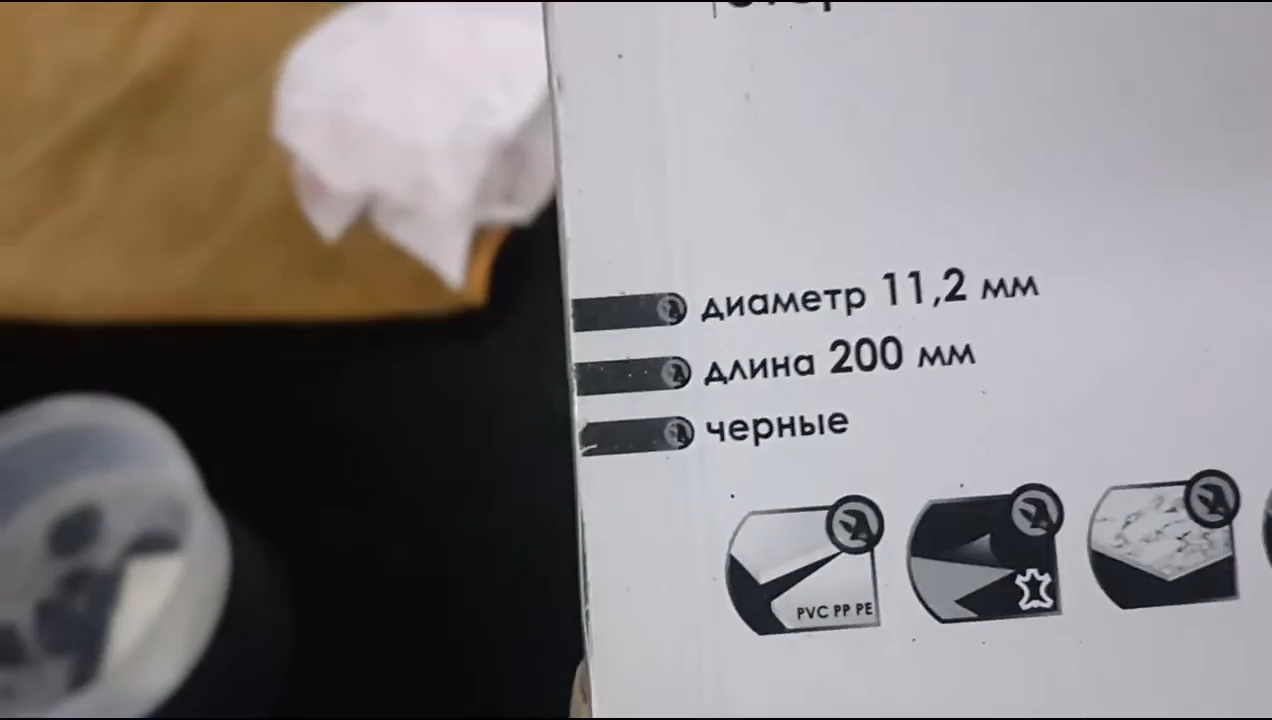 диаметр 11,2 мм
длина 200 мм
черные
PVC PP PE